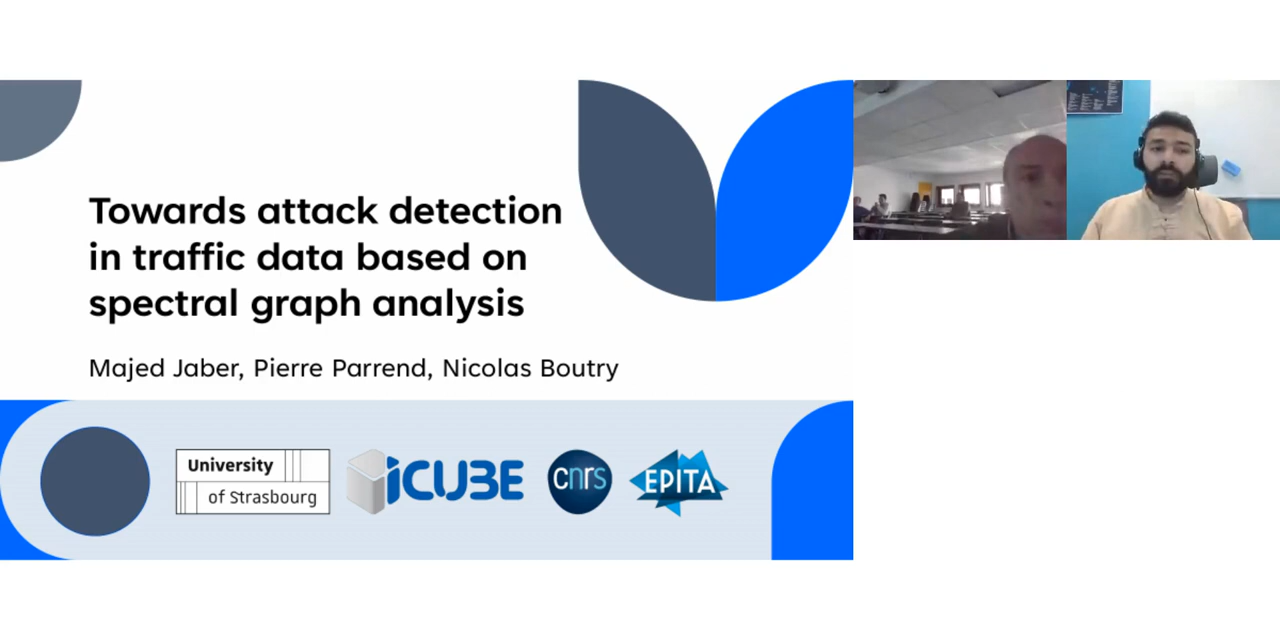 Towards attack detection
in traffic data based on
spectral graph analysis
Majed Jaber, Pierre Parrend, Nicolas Boutry
University
of Strasbourg
iCUBE
cnrs
EPITA